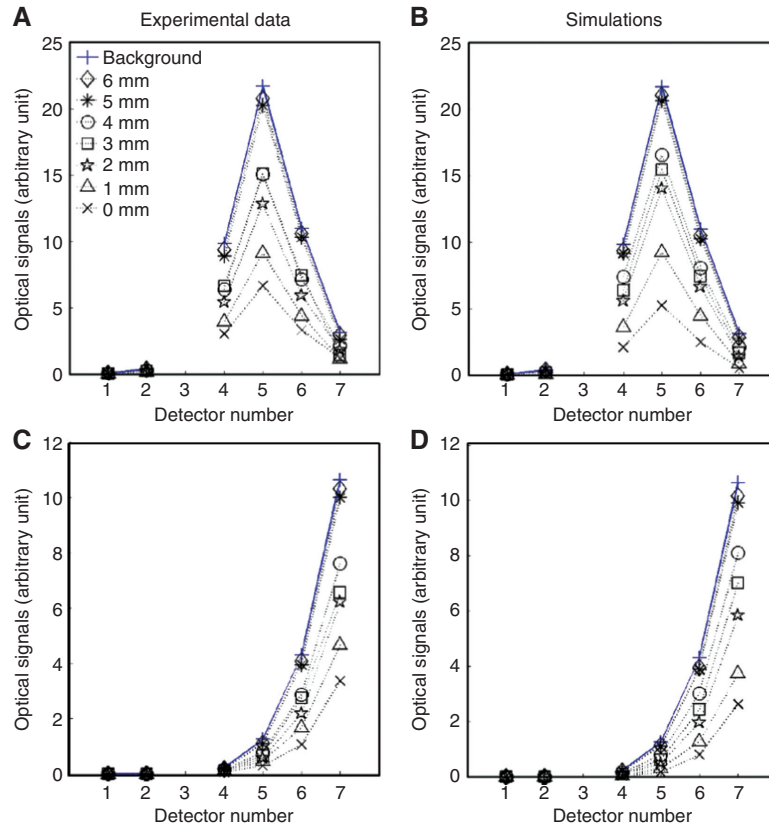 A
Experimental data
B
Simulations
25
20
15
10
5
0
Optical signals (arbitrary unit)
Background
6 mm
5 mm
4 mm
3 mm
2 mm
1 mm
0 mm
1 2 3 4 5 6 7
Detector number
25
20
15
10
5
0
Optical signals (arbitrary unit)
1 2 3 4 5 6 7
Detector number
C
12
10
8
6
4
2
0
Optical signals (arbitrary unit)
1 2 3 4 5 6 7
Detector number
D
12
10
8
6
4
2
0
Optical signals (arbitrary unit)
1 2 3 4 5 6 7
Detector number